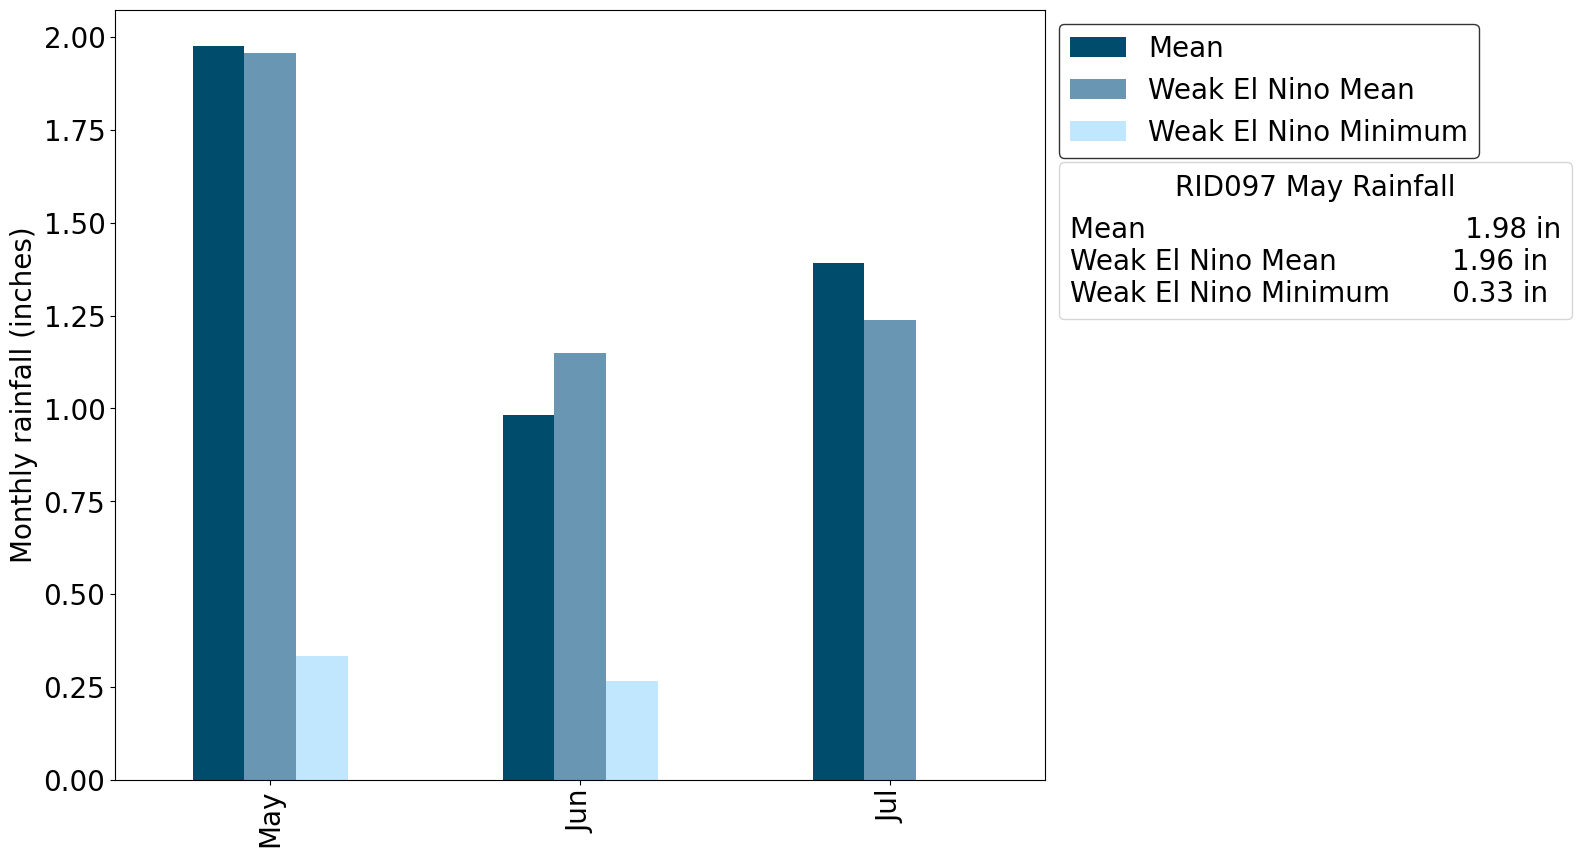 Monthly rainfall (inches)
2.00
1.75
1.50
1.25
1.00
0.75
0.50
0.25
0.00
May
Jun
Jul
Mean
Weak El Nino Mean
Weak El Nino Minimum
RID097 May Rainfall
Mean 1.98 in
Weak El Nino Mean 1.96 in
Weak El Nino Minimum 0.33 in